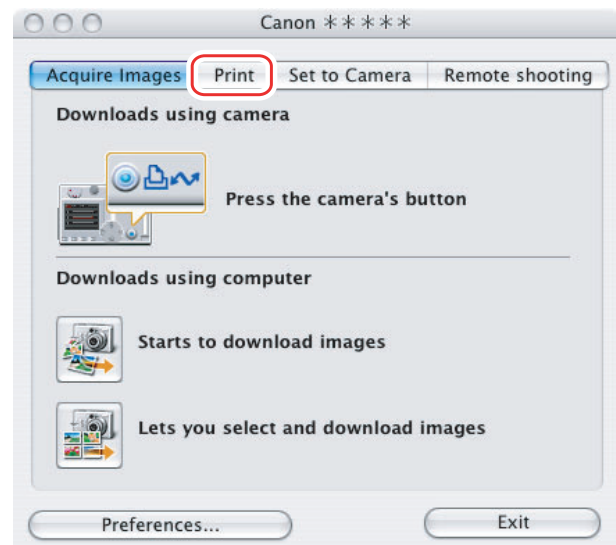 Canon ＊＊＊＊＊
Acquire Images Print Set to Camera Remote shooting
Downloads using camera
Press the camera's button
Downloads using computer
Starts to download images
Lets you select and download images
Preferences... Exit